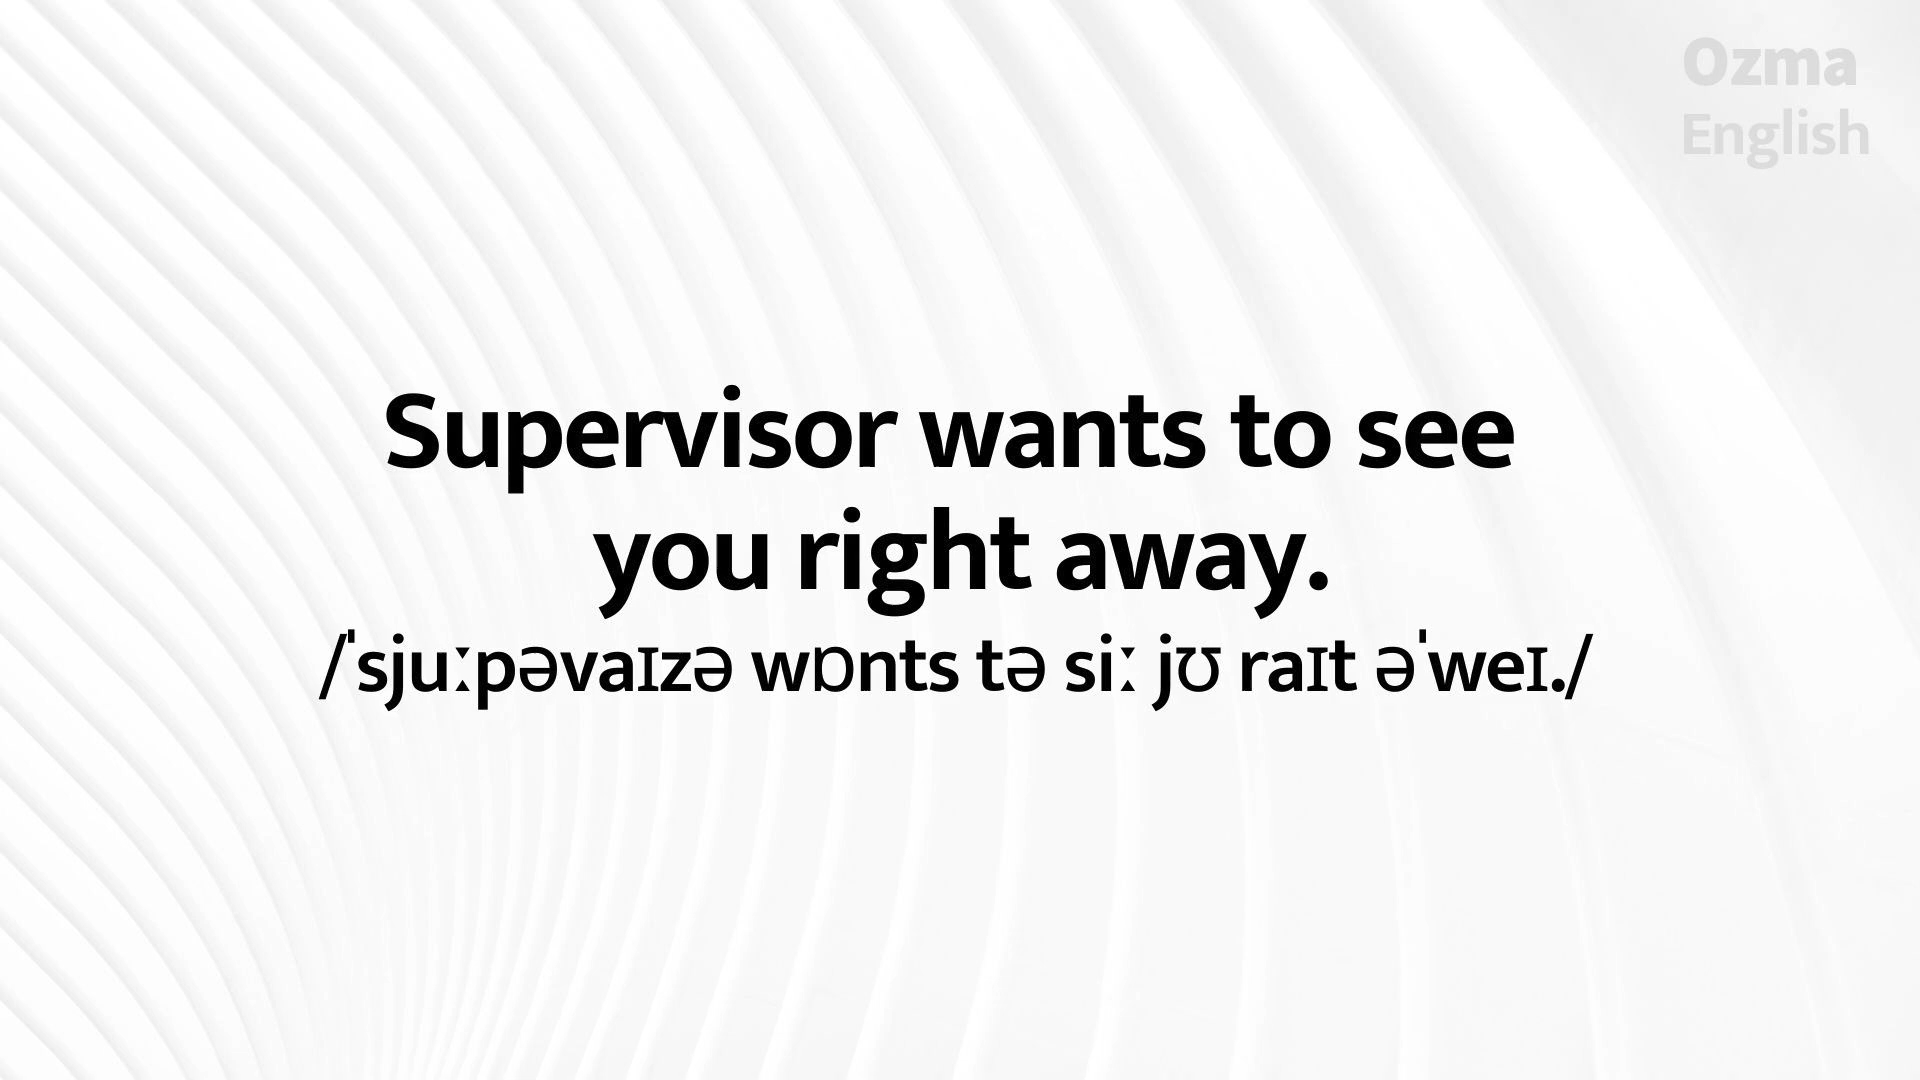 Ozma
English
Supervisor wants to see
you right away.
/ˈsjuːpəvaɪzə wɒnts tə siː jʊ raɪt əˈweɪ./